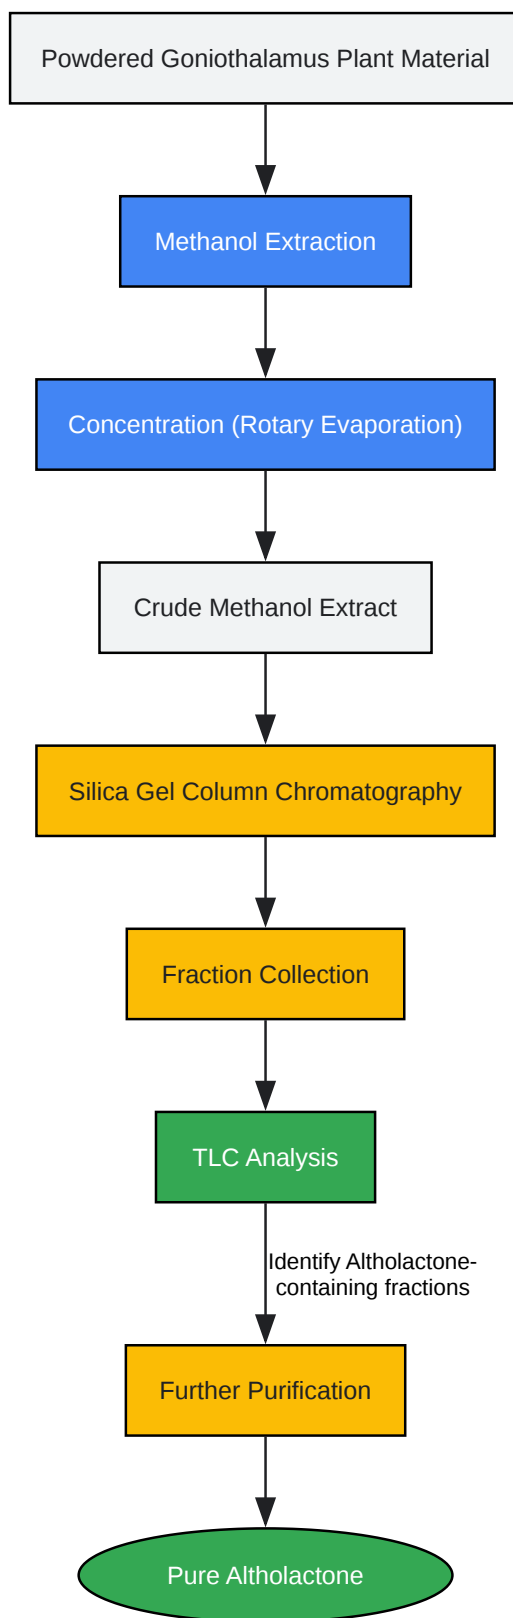 Powdered Goniothalamus Plant Material
Methanol Extraction
Concentration (Rotary Evaporation)
Crude Methanol Extract
Silica Gel Column Chromatography
Fraction Collection
TLC Analysis
Identify Altholactone-
containing fractions
Further Purification
Pure Altholactone